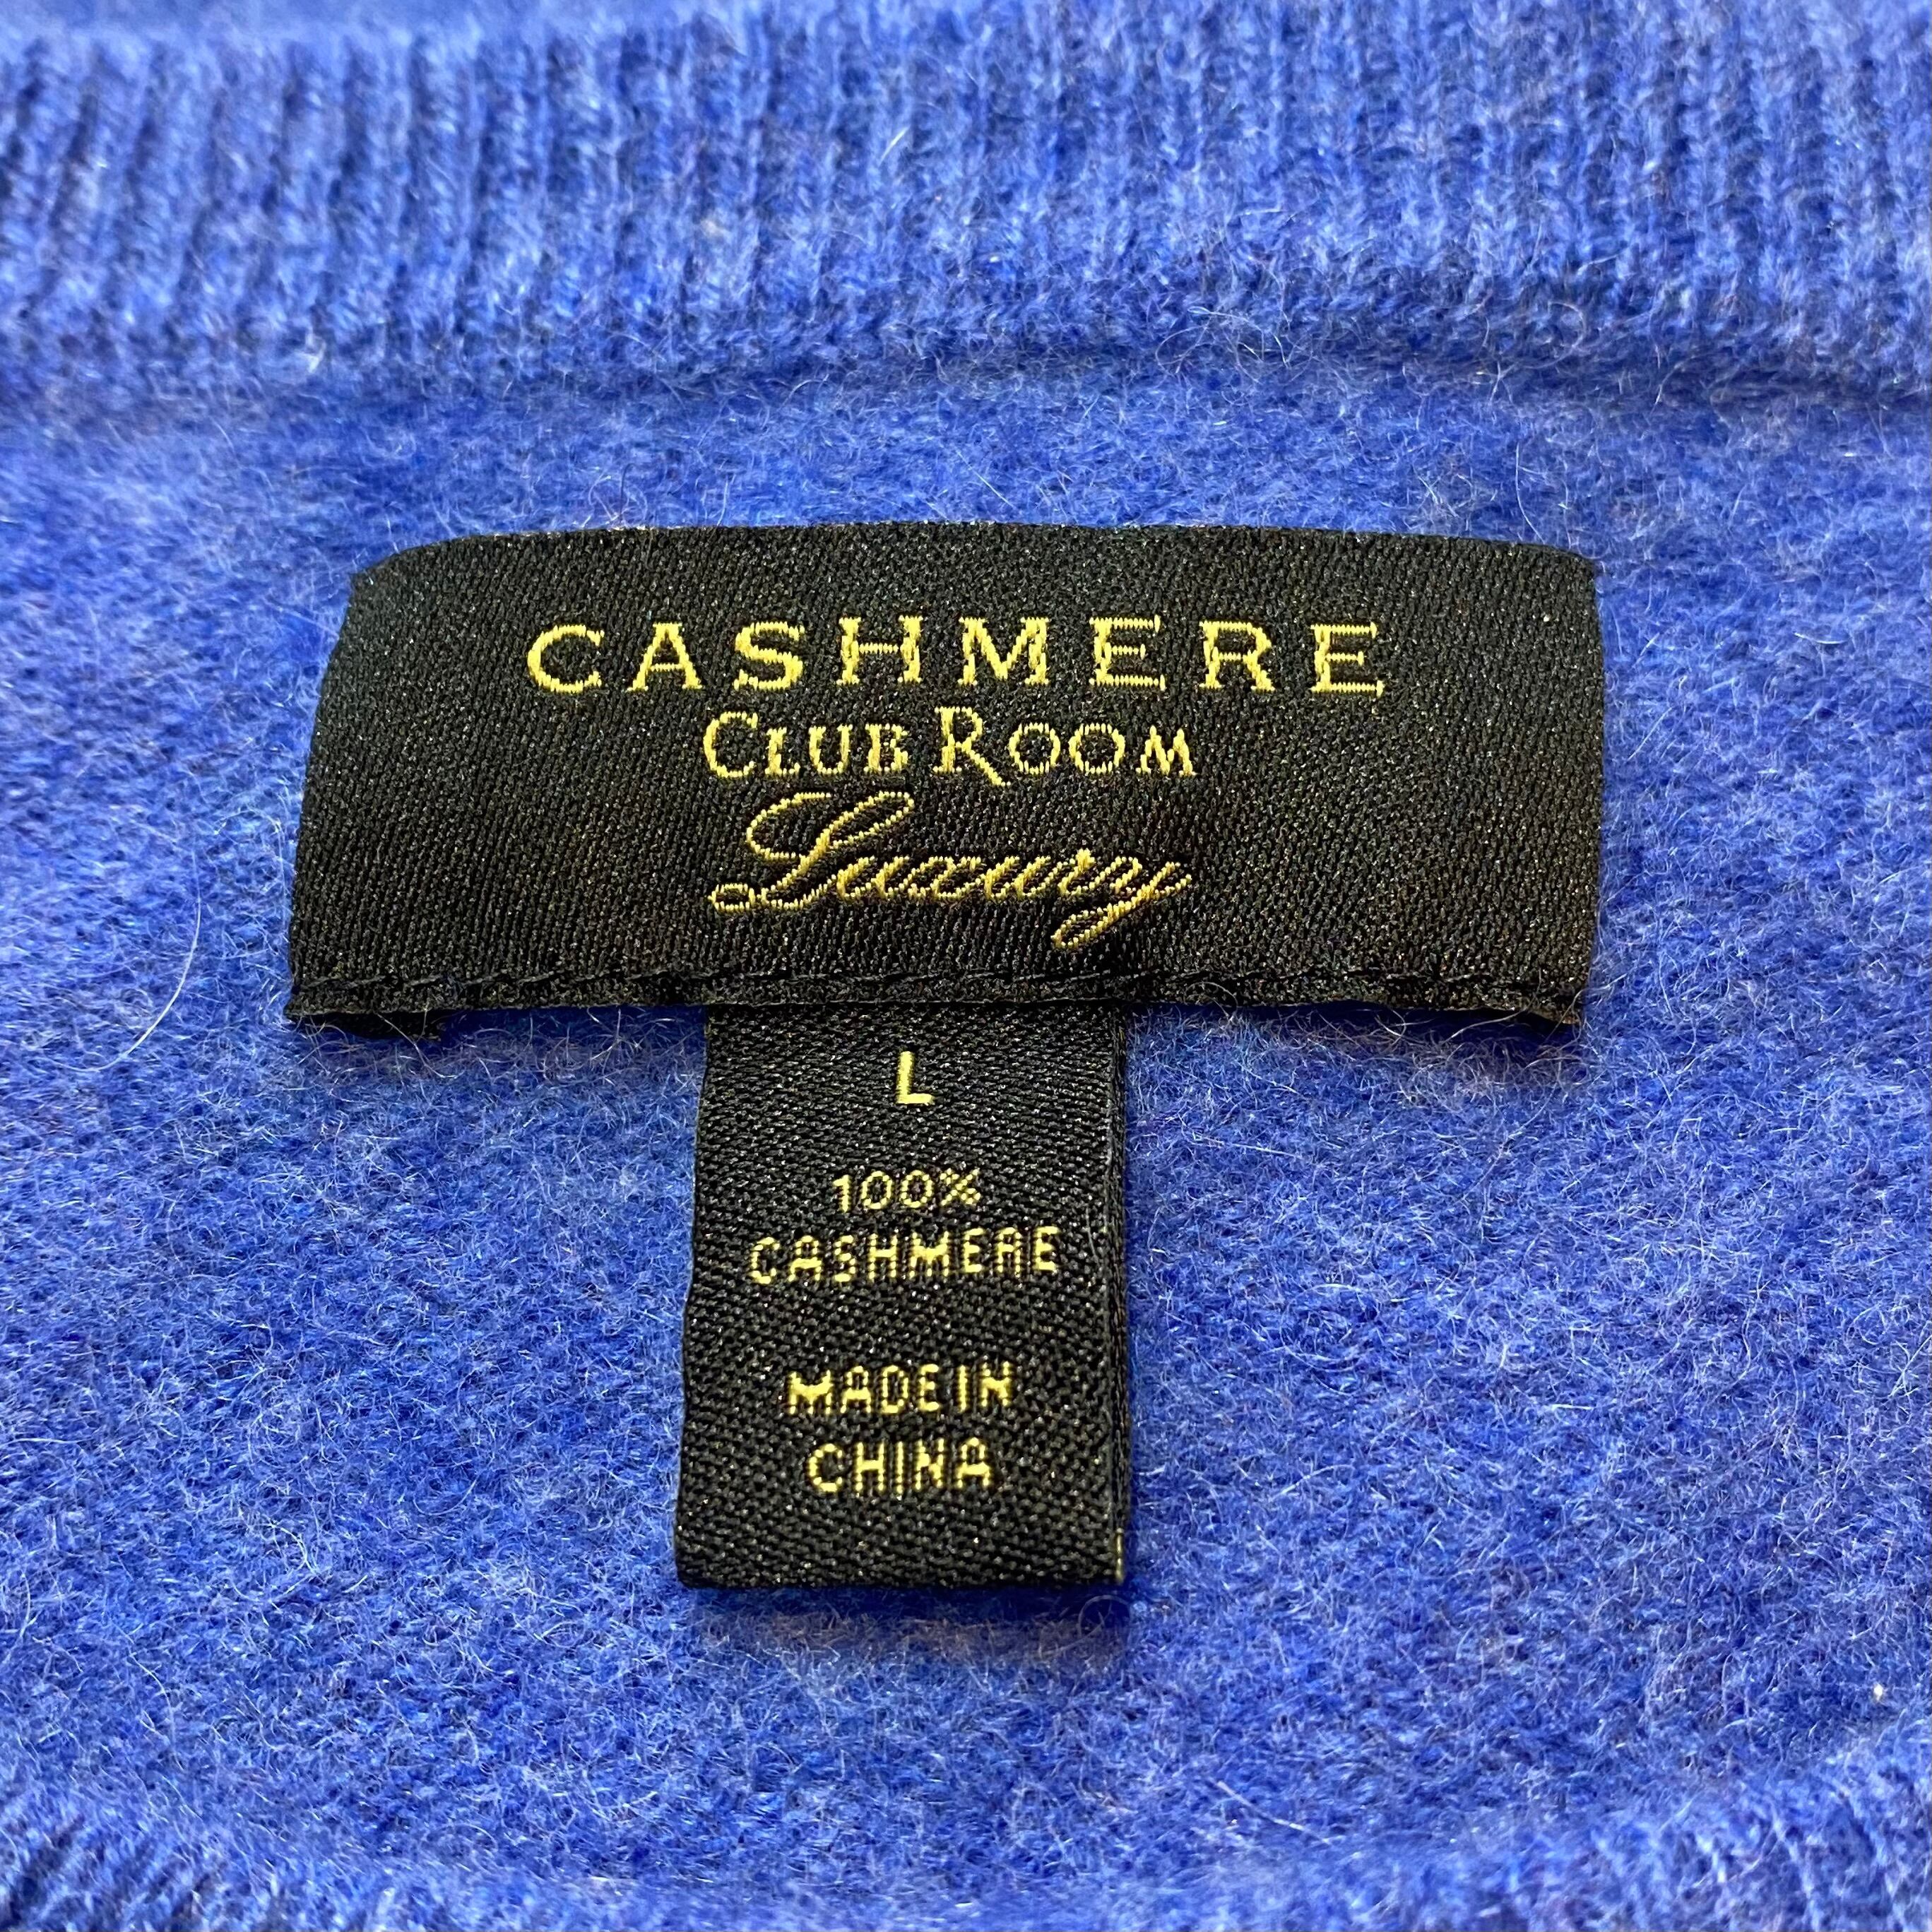 CASHMERE
CLUB ROOM
Luxury
L
100%
CASHMERE
MADE IN
CHINA